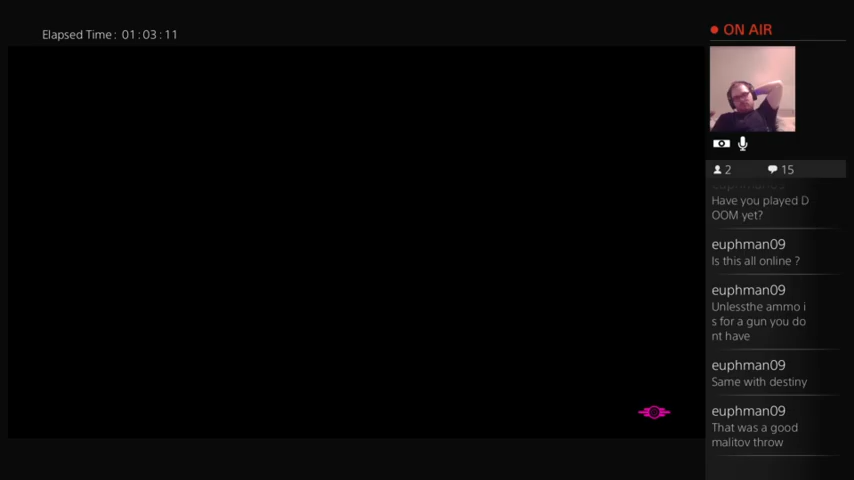 Elapsed Time: 01:03:11
ON AIR
2
15
Have you played D
OOM yet?
euphman09
Is this all online ?
euphman09
Unlessthe ammo i
s for a gun you do
nt have
euphman09
Same with destiny
euphman09
That was a good
malitov throw